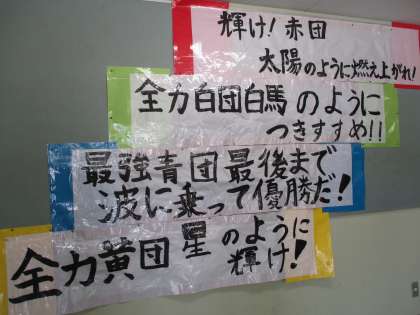 輝け！赤団
太陽のように燃え上がれ！
全力白団白馬のように
つきすすめ！！
最強青団最後まで
波に乗って優勝だ！
全力黄団星のように
輝け！